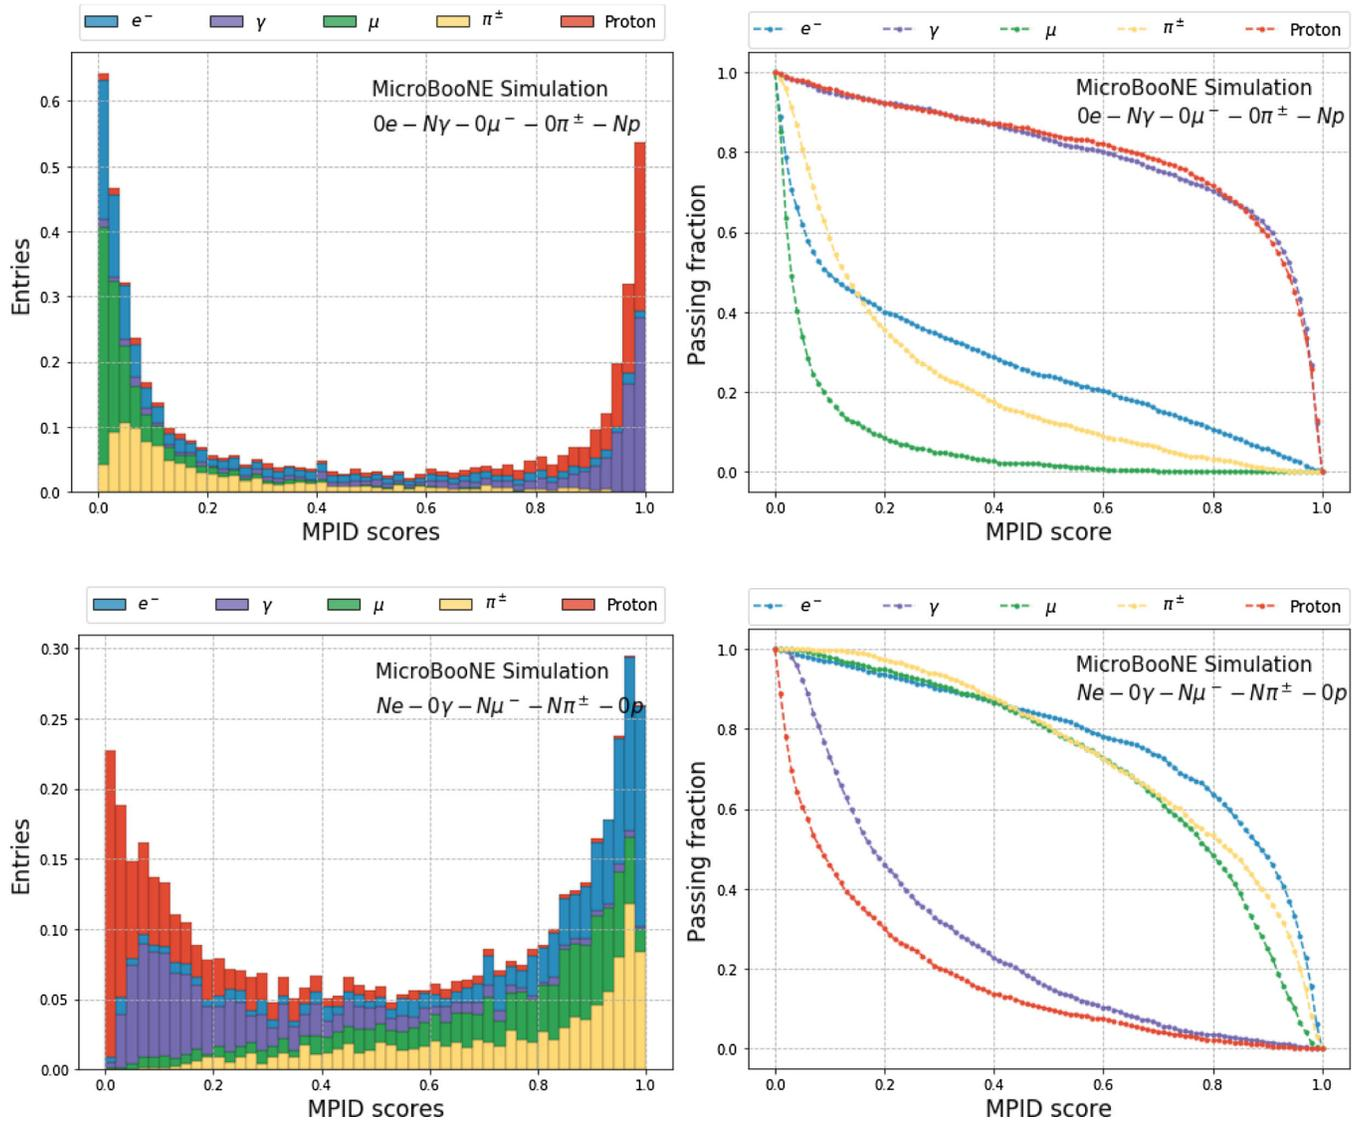 e⁻ γ μ π± Proton
MicroBooNE Simulation
0e − Nγ − 0μ⁻ − 0π± − Np
Entries
0.6
0.5
0.4
0.3
0.2
0.1
0.0
0.0 0.2 0.4 0.6 0.8 1.0
MPID scores
e⁻ γ μ π± Proton
MicroBooNE Simulation
0e − Nγ − 0μ⁻ − 0π± − Np
Passing fraction
1.0
0.8
0.6
0.4
0.2
0.0
0.0 0.2 0.4 0.6 0.8 1.0
MPID score
e⁻ γ μ π± Proton
MicroBooNE Simulation
Ne − 0γ − Nμ⁻ − Nπ± − 0p
Entries
0.30
0.25
0.20
0.15
0.10
0.05
0.00
0.0 0.2 0.4 0.6 0.8 1.0
MPID scores
e⁻ γ μ π± Proton
MicroBooNE Simulation
Ne − 0γ − Nμ⁻ − Nπ± − 0p
Passing fraction
1.0
0.8
0.6
0.4
0.2
0.0
0.0 0.2 0.4 0.6 0.8 1.0
MPID score